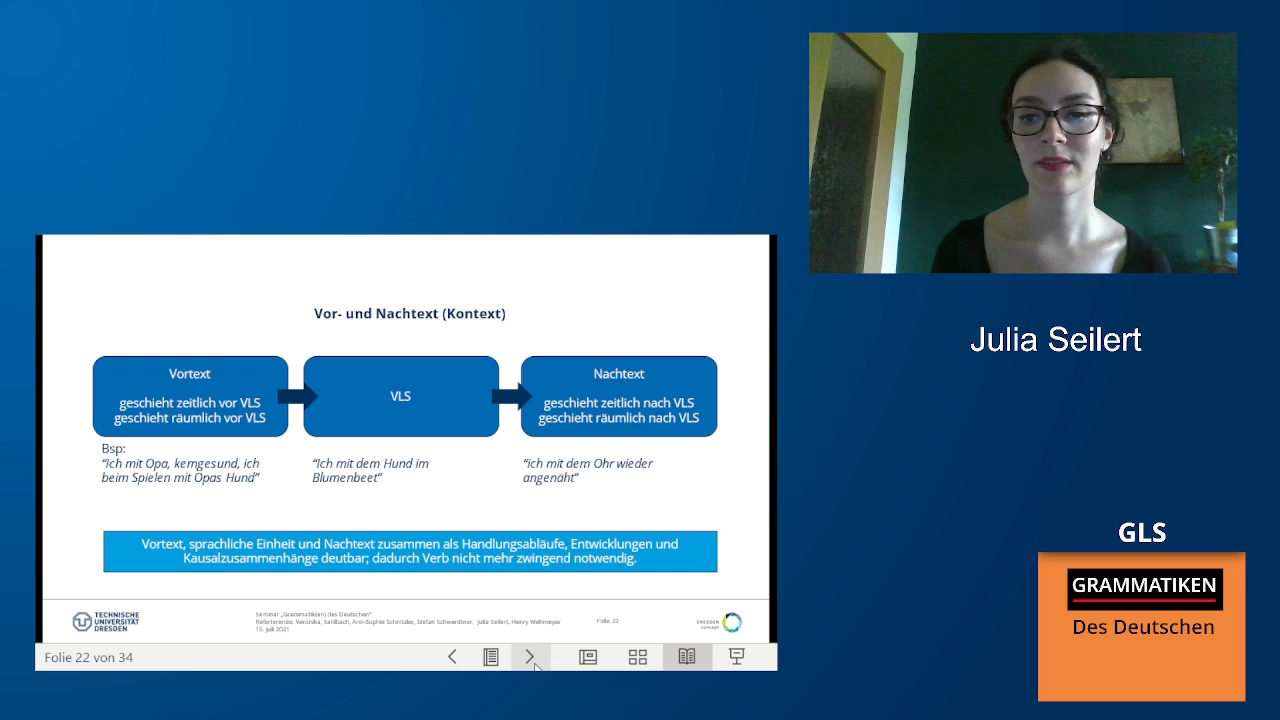 Vor- und Nachtext (Kontext)
Vortext
geschieht zeitlich vor VLS
geschieht räumlich vor VLS
VLS
Nachtext
geschieht zeitlich nach VLS
geschieht räumlich nach VLS
Bsp:
“Ich mit Opa, kerngesund, ich
beim Spielen mit Opas Hund”
“Ich mit dem Hund im
Blumenbeet”
“ich mit dem Ohr wieder
angenäht”
Vortext, sprachliche Einheit und Nachtext zusammen als Handlungsabläufe, Entwicklungen und
Kausalzusammenhänge deutbar; dadurch Verb nicht mehr zwingend notwendig.
TECHNISCHE
UNIVERSITÄT
DRESDEN
Seminar „Grammatik(en) des Deutschen“
Referierende: Veronika, Sahlbach, Ann-Sophie Schnitzler, Stefan Schwerdtner, Julia Seilert, Henry Wehmeyer
15. Juli 2021
Folie 22
DRESDEN
concept
Folie 22 von 34
Julia Seilert
GLS
GRAMMATIKEN
Des Deutschen